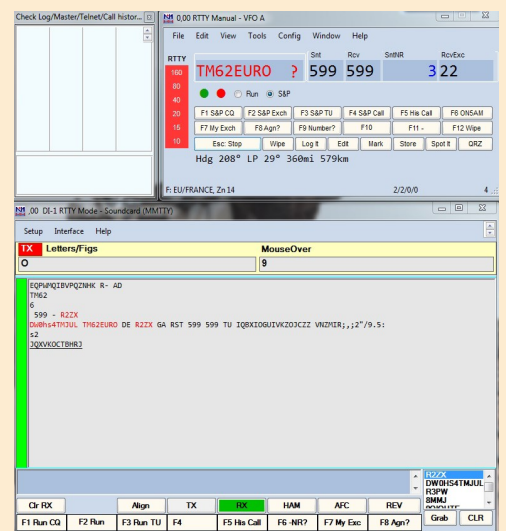 Check Log/Master/Telnet/Call histor...
0,00 RTTY Manual - VFO A
File Edit View Tools Config Window Help
RTTY
Snt Rcv SntNR RcvExc
160
TM62EURO ? 599 599 3 22
80
40
Run S&P
20
F1 S&P CQ F2 S&P Exch F3 S&P TU F4 S&P Call F5 His Call F6 ON5AM
15
F7 My Exch F8 Agn? F9 Number? F10 F11 - F12 Wipe
10
Esc: Stop Wipe Log It Edit Mark Store Spot It QRZ
Hdg 208° LP 29° 360mi 579km
F: EU/FRANCE, Zn 14 2/2/0/0 4
,00 DI-1 RTTY Mode - Soundcard (MMTTY)
Setup Interface Help
TX Letters/Figs MouseOver
O 9
EQPWMQIBVPQZNHK R- AD
TM62
6
599 - R2ZX
DW0hs4TMJUL TM62EURO DE R2ZX GA RST 599 599 TU IQBXIOGUIVKZOJCZZ VNZMIR;,;2"/9.5:
s2
JQXVKOCTBHRJ
R2ZX
DW0HS4TMJUL
R3PW
8MMJ
Clr RX Align TX RX HAM AFC REV
Grab CLR
F1 Run CQ F2 Run F3 Run TU F4 F5 His Call F6 -NR? F7 My Exc F8 Agn?